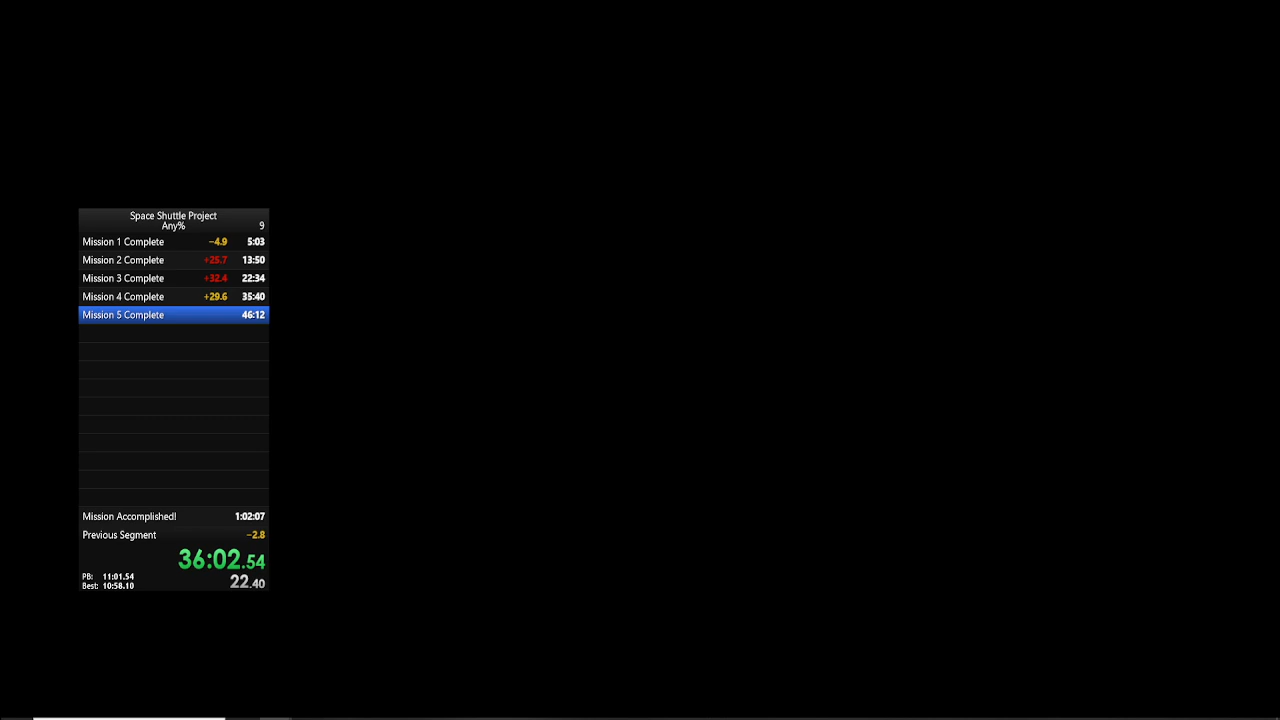 Space Shuttle Project
Any% 9
Mission 1 Complete −4.9 5:03
Mission 2 Complete +25.7 13:50
Mission 3 Complete +32.4 22:34
Mission 4 Complete +29.6 35:40
Mission 5 Complete 46:12
Mission Accomplished! 1:02:07
Previous Segment −2.8
36:02.54
PB: 11:01.54
Best: 10:58.10
22.40